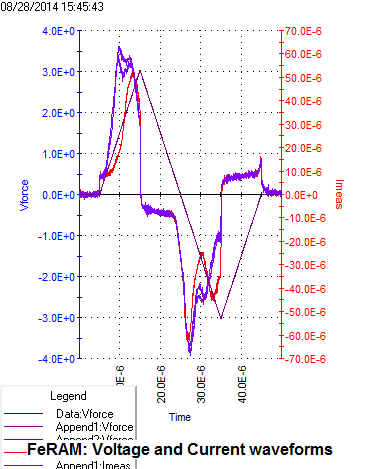 08/28/2014 15:45:43
4.0E+0
3.0E+0
2.0E+0
1.0E+0
0.0E+0
-1.0E+0
-2.0E+0
-3.0E+0
-4.0E+0
Vforce
70.0E-6
60.0E-6
50.0E-6
40.0E-6
30.0E-6
20.0E-6
10.0E-6
0.0E+0
-10.0E-6
-20.0E-6
-30.0E-6
-40.0E-6
-50.0E-6
-60.0E-6
-70.0E-6
Imeas
.0E-6
20.0E-6
30.0E-6
40.0E-6
Time
Legend
Data:Vforce
Append1:Vforce
Append2:Vforce
FeRAM: Voltage and Current waveforms
Append1:Imeas